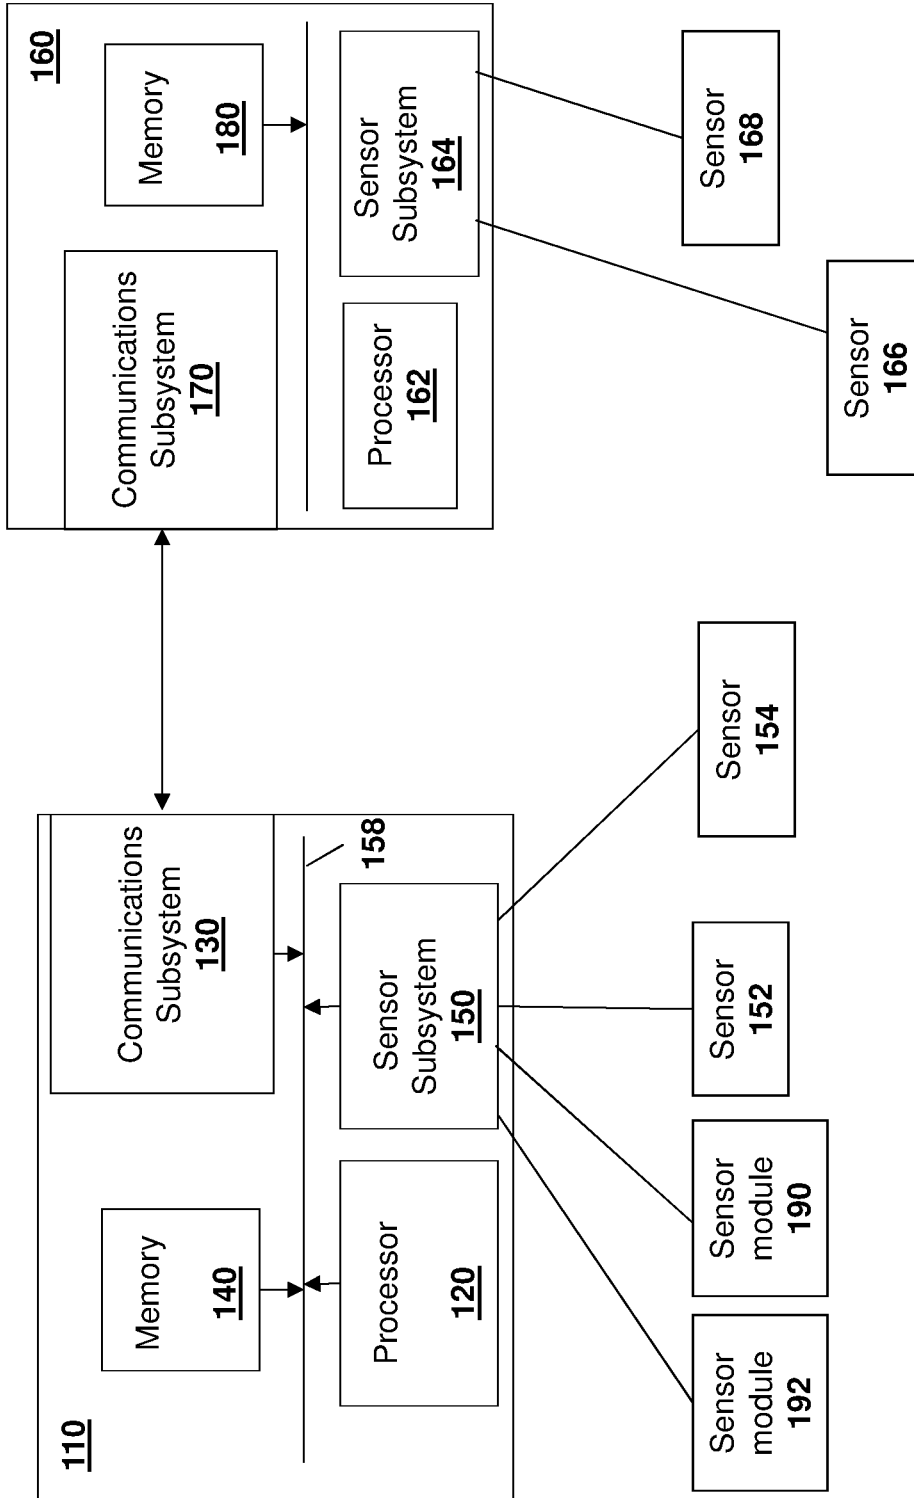 110
Memory
140
Communications
Subsystem
130
158
Processor
120
Sensor
Subsystem
150
Sensor
module
192
Sensor
module
190
Sensor
152
Sensor
154
160
Communications
Subsystem
170
Memory
180
Processor
162
Sensor
Subsystem
164
Sensor
166
Sensor
168